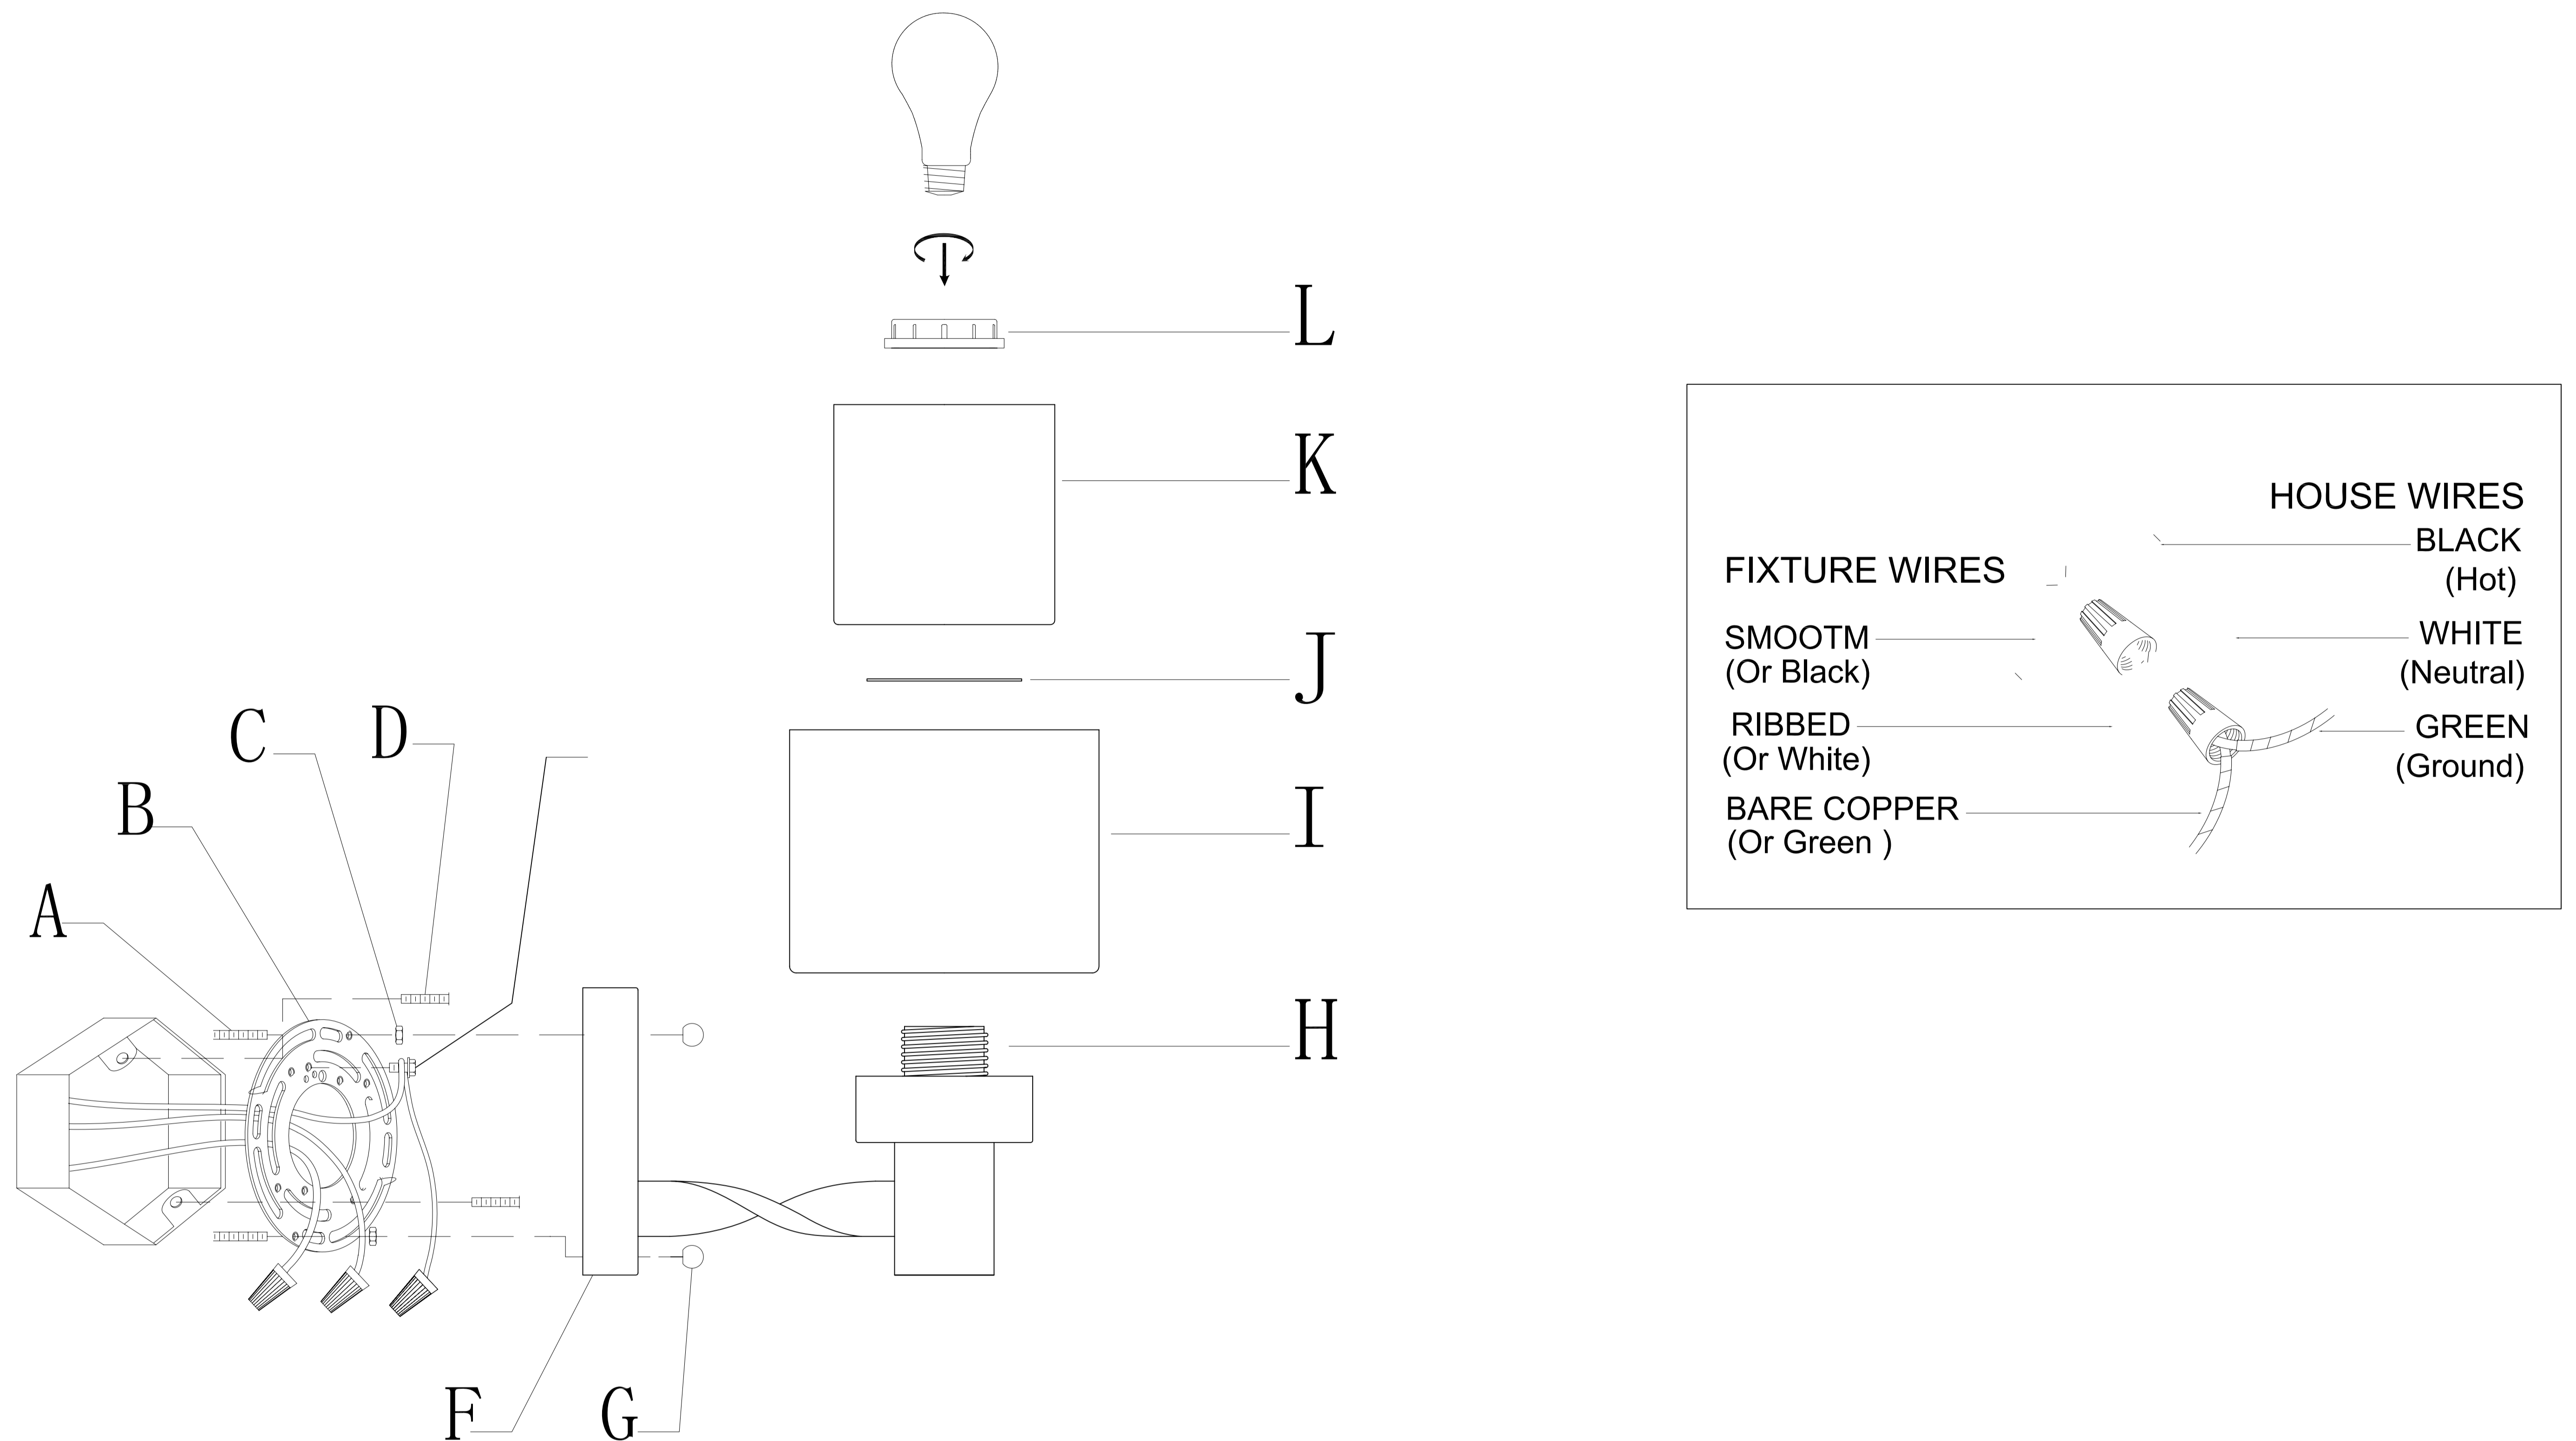 L
K
J
I
H
C
D
B
A
F
G
HOUSE WIRES
BLACK
(Hot)
FIXTURE WIRES
SMOOTM
(Or Black)
WHITE
(Neutral)
RIBBED
(Or White)
GREEN
(Ground)
BARE COPPER
(Or Green )